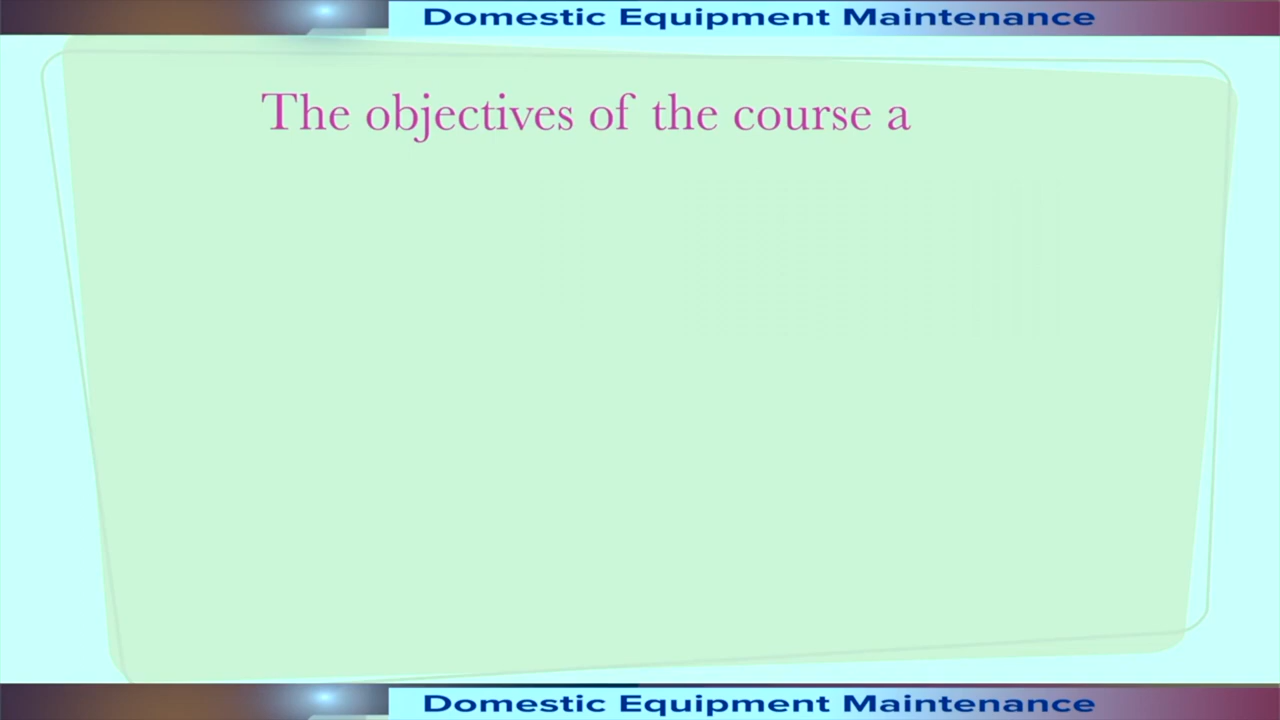 Domestic Equipment Maintenance
The objectives of the course a
Domestic Equipment Maintenance